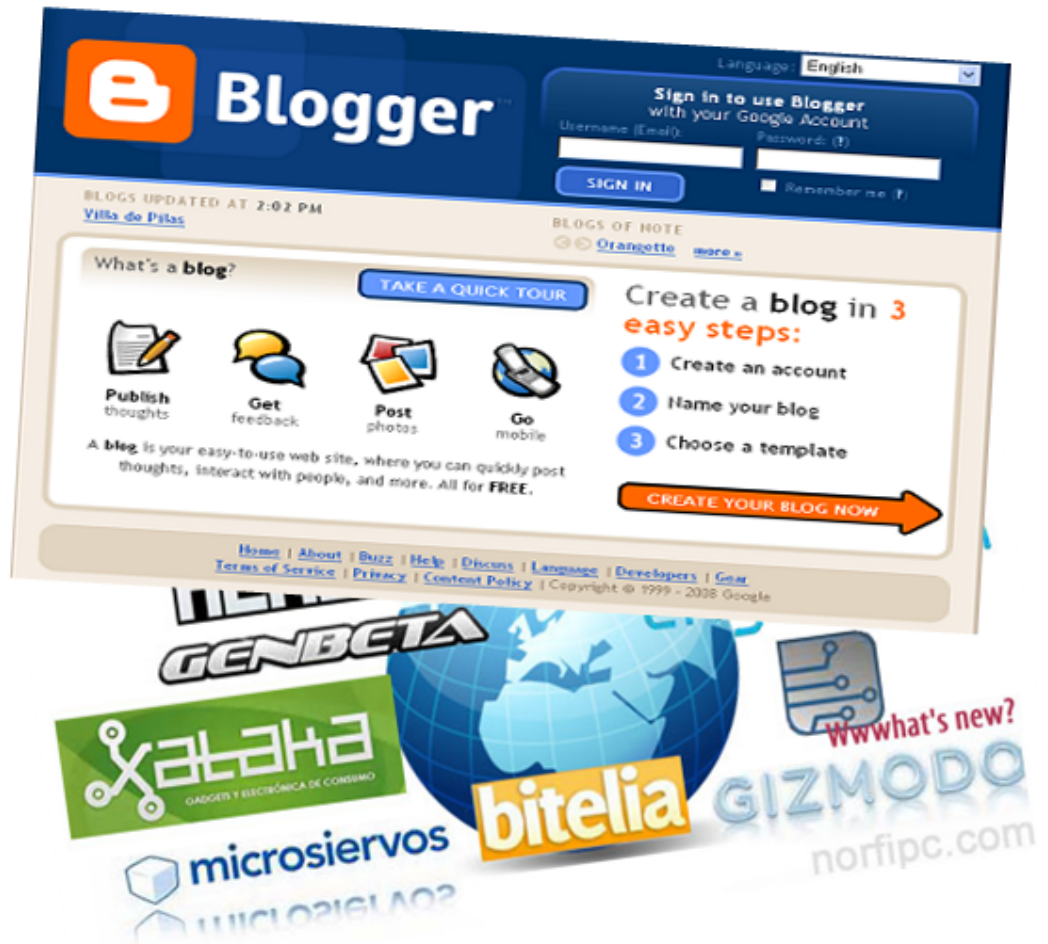 Blogger
Language: English
Sign in to use Blogger
with your Google Account
Username (Email):
Password: (?)
SIGN IN
Remember me (?)
BLOGS UPDATED AT 2:02 PM
Villa de Pilas
BLOGS OF NOTE
Orangette more »
What's a blog?
TAKE A QUICK TOUR
Publish
thoughts
Get
feedback
Post
photos
Go
mobile
A blog is your easy-to-use web site, where you can quickly post
thoughts, interact with people, and more. All for FREE.
Create a blog in 3
easy steps:
1 Create an account
2 Name your blog
3 Choose a template
CREATE YOUR BLOG NOW
Home | About | Buzz | Help | Discuss | Language | Developers | Gear
Terms of Service | Privacy | Content Policy | Copyright © 1999 - 2008 Google
GENBETA
xataka
GADGETS Y ELECTRÓNICA DE CONSUMO
Wwwhat's new?
bitelia
GIZMODO
microsiervos
norfipc.com